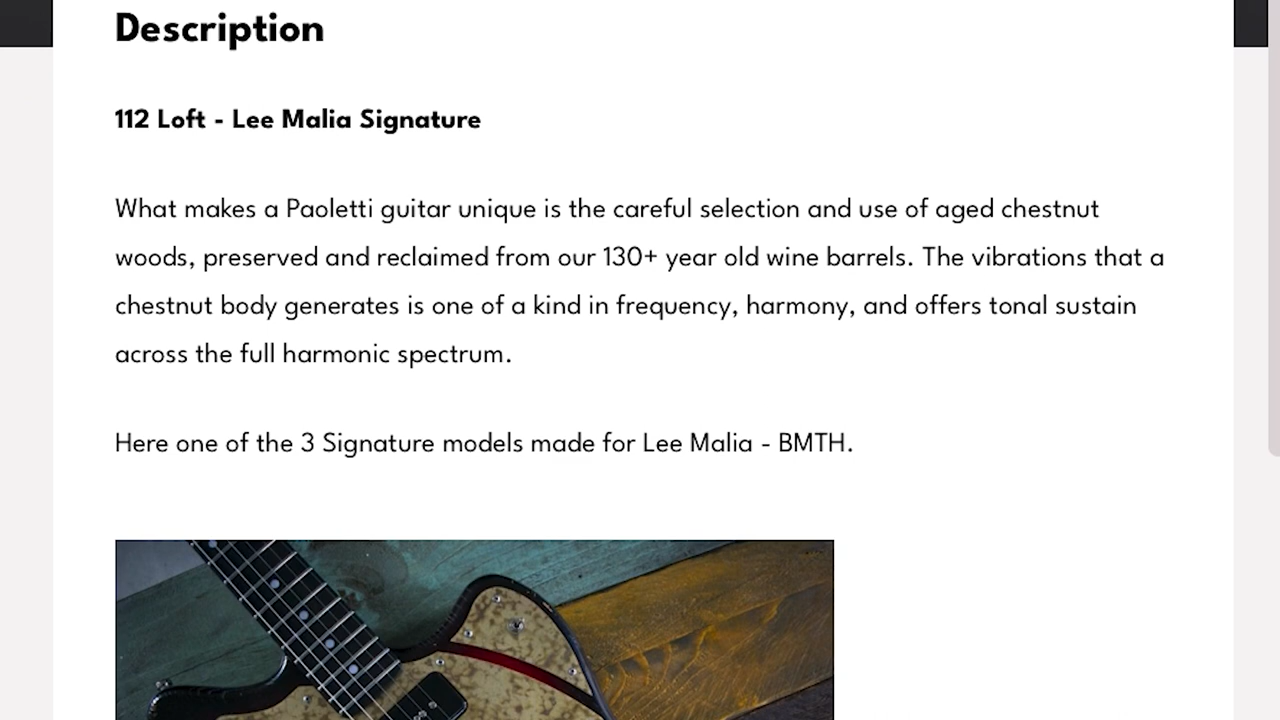 Description
112 Loft - Lee Malia Signature
What makes a Paoletti guitar unique is the careful selection and use of aged chestnut
woods, preserved and reclaimed from our 130+ year old wine barrels. The vibrations that a
chestnut body generates is one of a kind in frequency, harmony, and offers tonal sustain
across the full harmonic spectrum.
Here one of the 3 Signature models made for Lee Malia - BMTH.